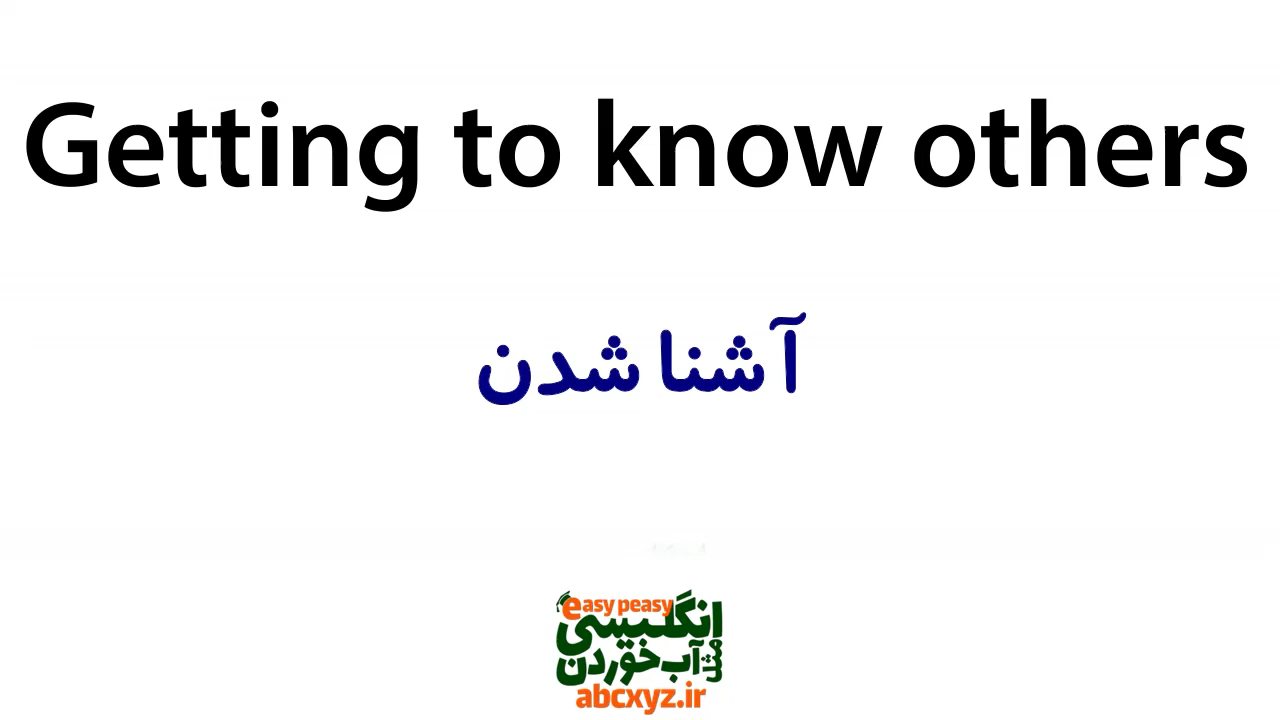 Getting to know others
آشنا شدن
easy peasy
انگلیسی
مثل آب خوردن
abcxyz.ir